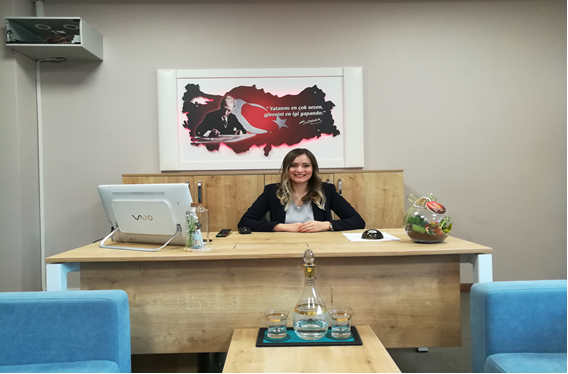 "Vatanını en çok seven,
görevini en iyi yapandır."
VAIO